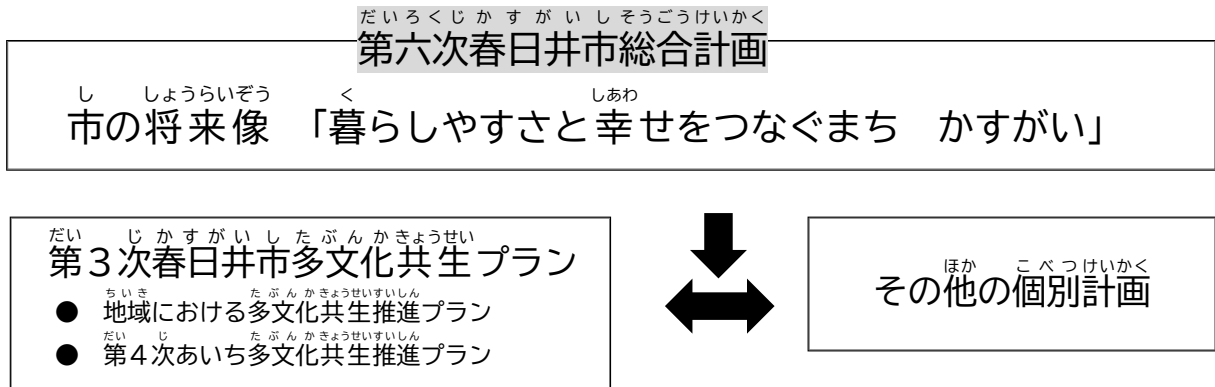 だいろくじかすがいしそうごうけいかく
第六次春日井市総合計画
し しょうらいぞう く しあわ
市の将来像 「暮らしやすさと幸せをつなぐまち かすがい」
だい じかすがいしたぶんかきょうせい
第３次春日井市多文化共生プラン
ちいき たぶんかきょうせいすいしん
● 地域における多文化共生推進プラン
だい じ たぶんかきょうせいすいしん
● 第４次あいち多文化共生推進プラン
ほか こべつけいかく
その他の個別計画